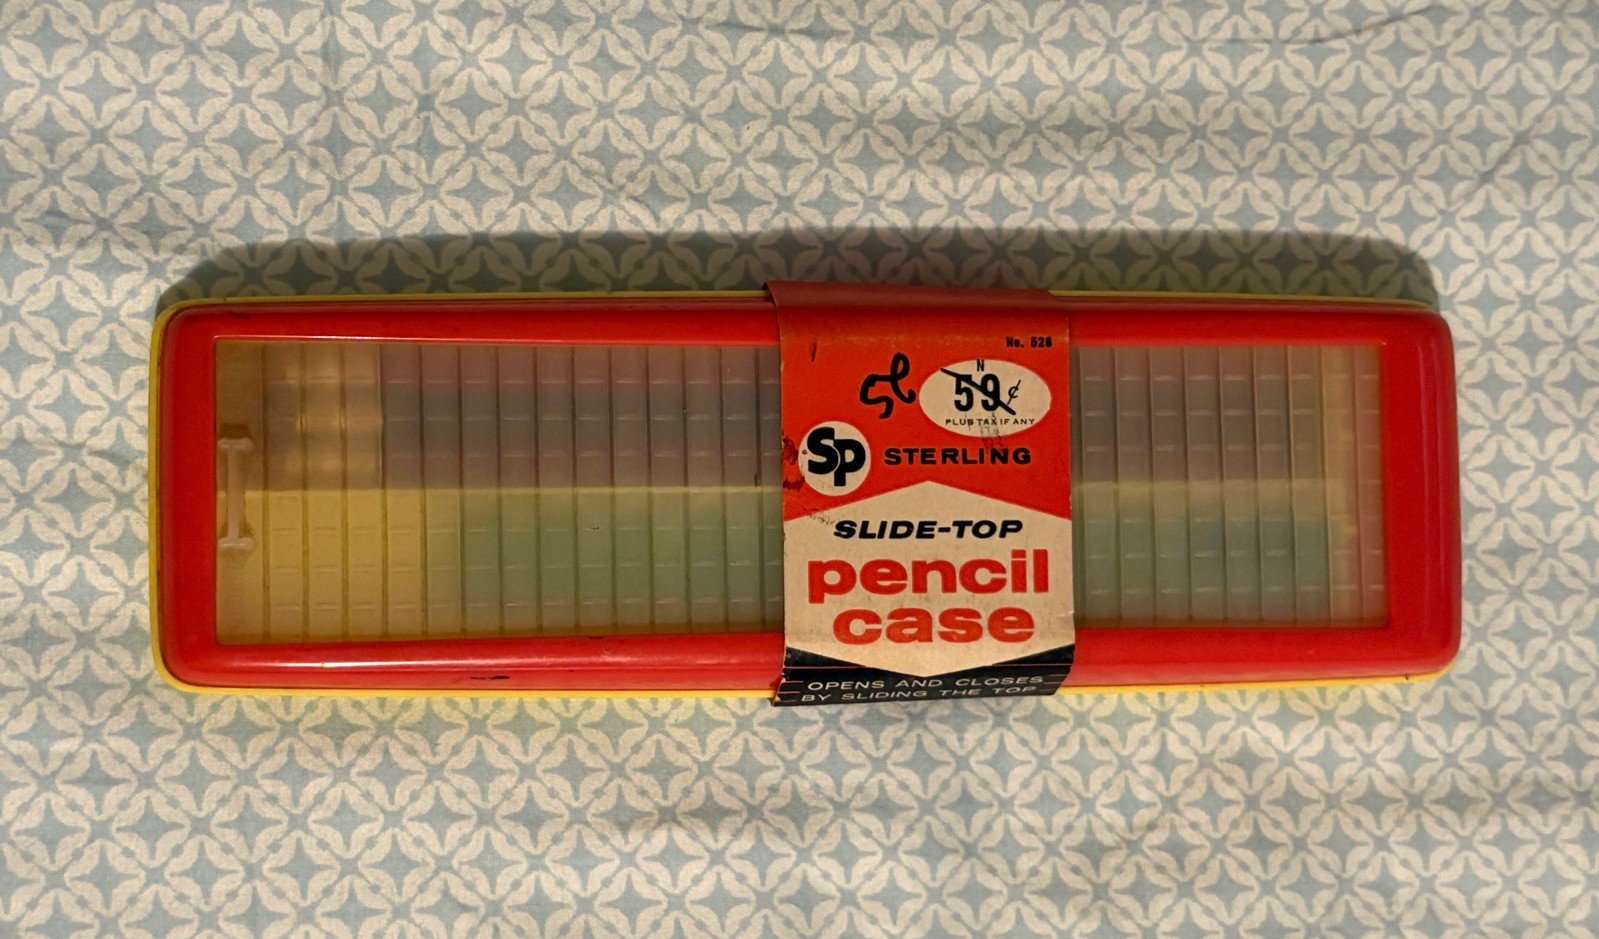 No. 526
N
59¢
PLUS TAX IF ANY
SP STERLING
SLIDE-TOP
pencil
case
OPENS AND CLOSES
BY SLIDING THE TOP